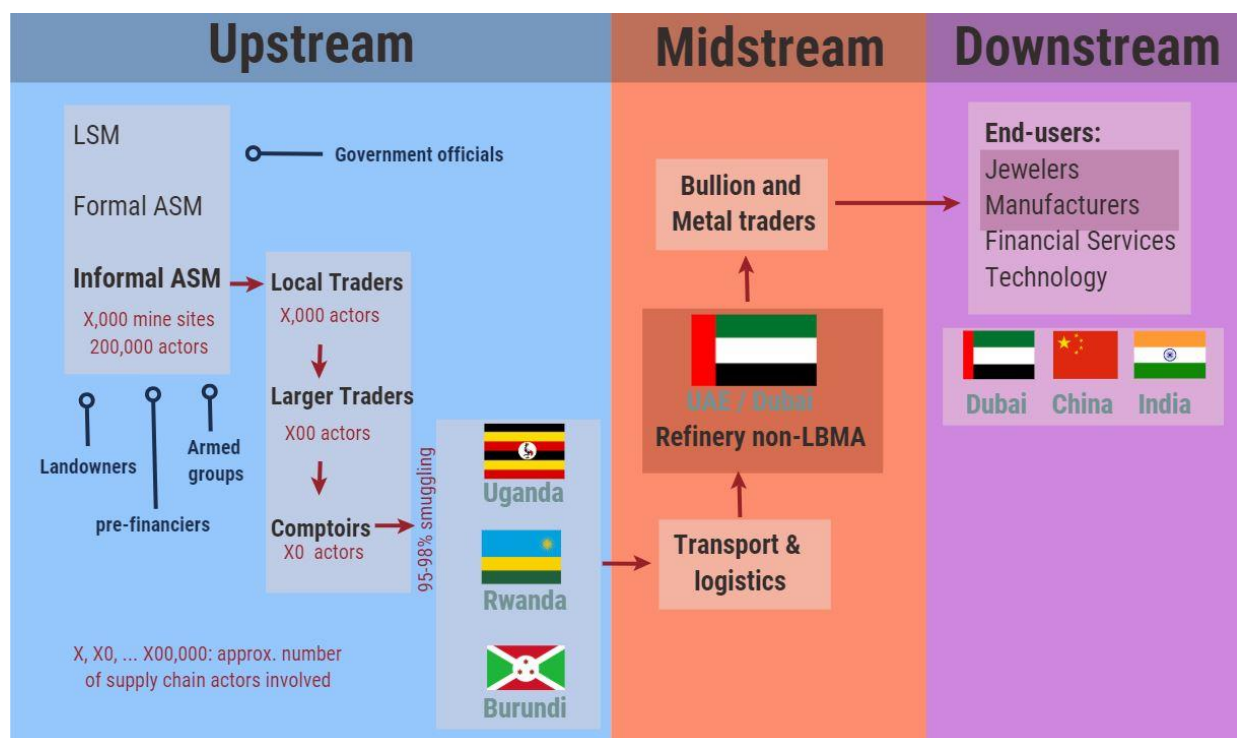 Upstream
Midstream
Downstream
LSM
Government officials
Formal ASM
Informal ASM
X,000 mine sites
200,000 actors
Landowners
pre-financiers
Armed
groups
Local Traders
X,000 actors
Larger Traders
X00 actors
Comptoirs
X0 actors
95-98% smuggling
Uganda
Rwanda
Burundi
X, X0, ... X00,000: approx. number
of supply chain actors involved
Bullion and
Metal traders
UAE / Dubai
Refinery non-LBMA
Transport &
logistics
End-users:
Jewelers
Manufacturers
Financial Services
Technology
Dubai
China
India